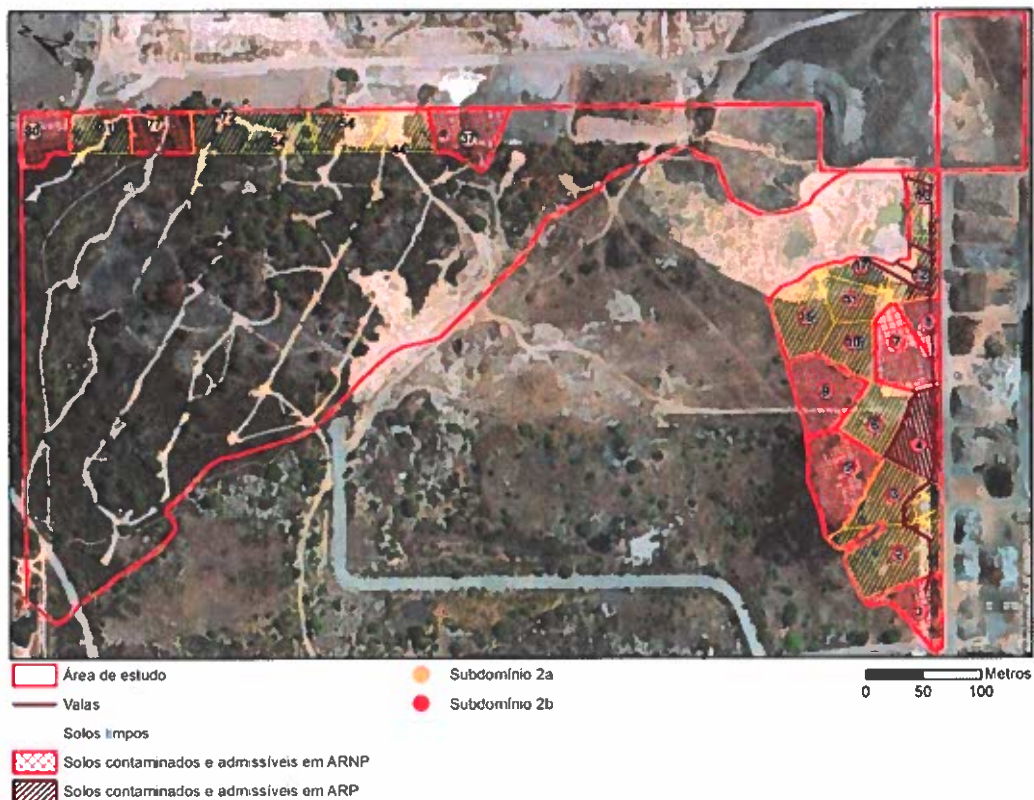 N
Área de estudo
Valas
Solos limpos
Solos contaminados e admissíveis em ARNP
Solos contaminados e admissíveis em ARP
Subdomínio 2a
Subdomínio 2b
Metros
0 50 100